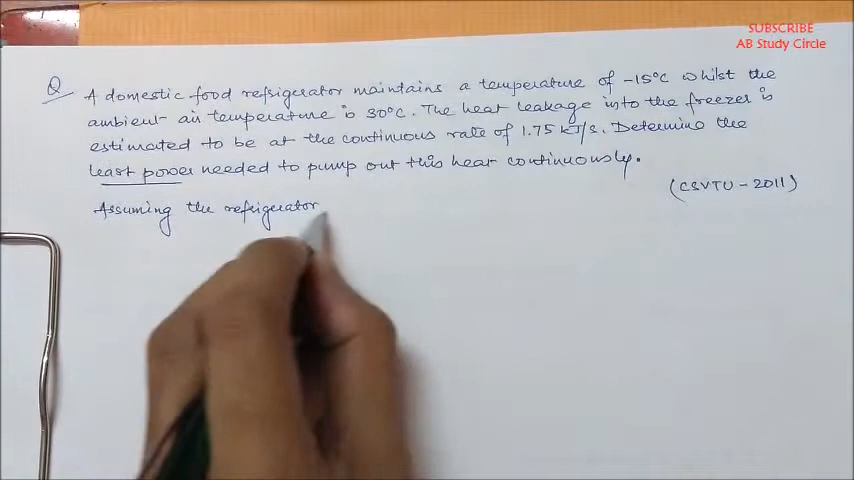 SUBSCRIBE
AB Study Circle
Q A domestic food refrigerator maintains a temperature of -15°C whilst the
ambient air temperature is 30°C. The heat leakage into the freezer is
estimated to be at the continuous rate of 1.75 kJ/s. Determine the
least power needed to pump out this heat continuously.
(CSVTU - 2011)
Assuming the refrigerator